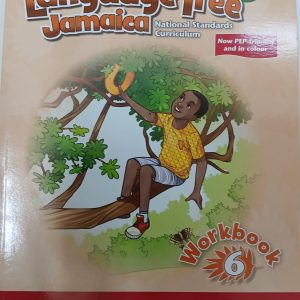 Language Tree
Jamaica
National Standards
Curriculum
Now PEP-friendly
and in colour
Workbook
6